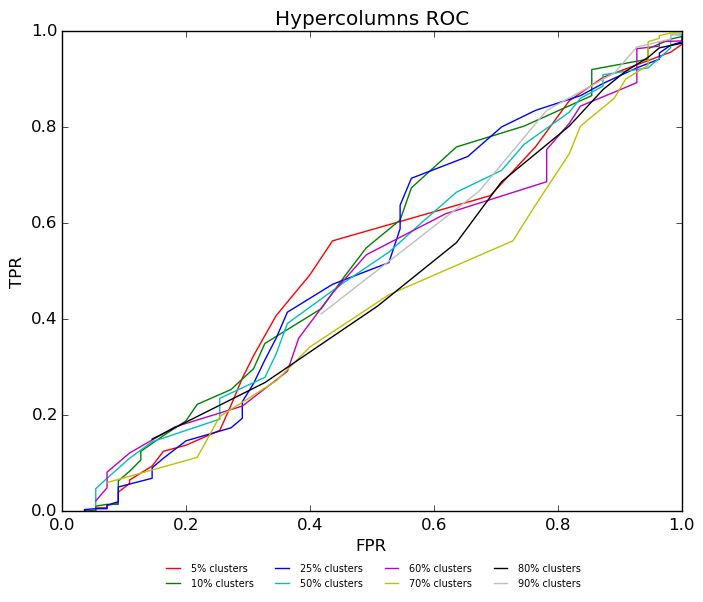 Hypercolumns ROC
1.0
0.8
0.6
0.4
0.2
0.0
TPR
0.0 0.2 0.4 0.6 0.8 1.0
FPR
5% clusters 25% clusters 60% clusters 80% clusters
10% clusters 50% clusters 70% clusters 90% clusters